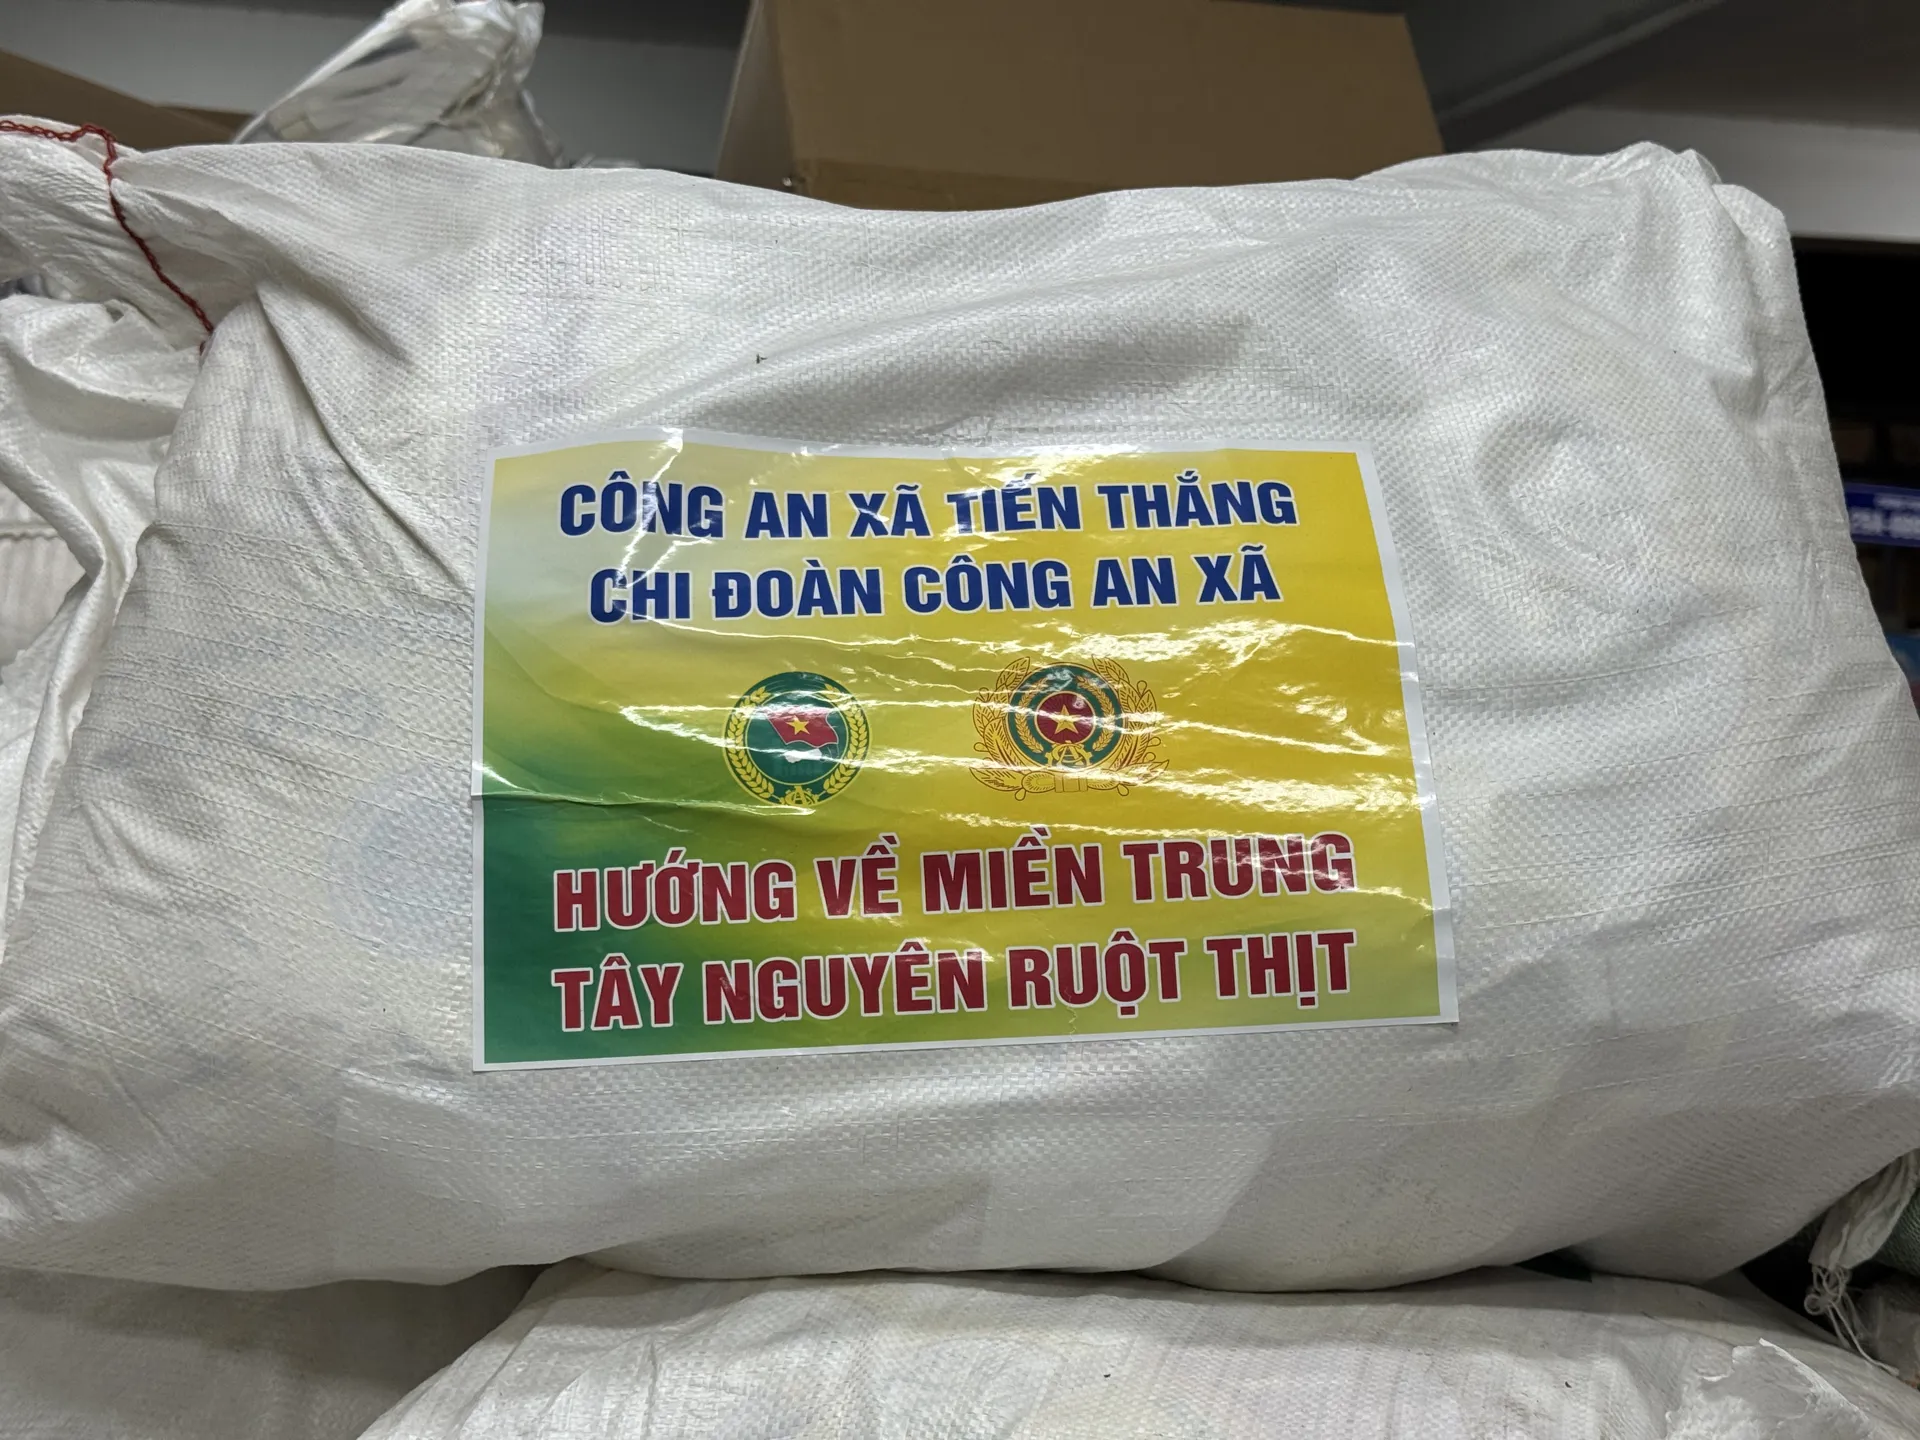 CÔNG AN XÃ TIẾN THẮNG
CHI ĐOÀN CÔNG AN XÃ
HƯỚNG VỀ MIỀN TRUNG
TÂY NGUYÊN RUỘT THỊT